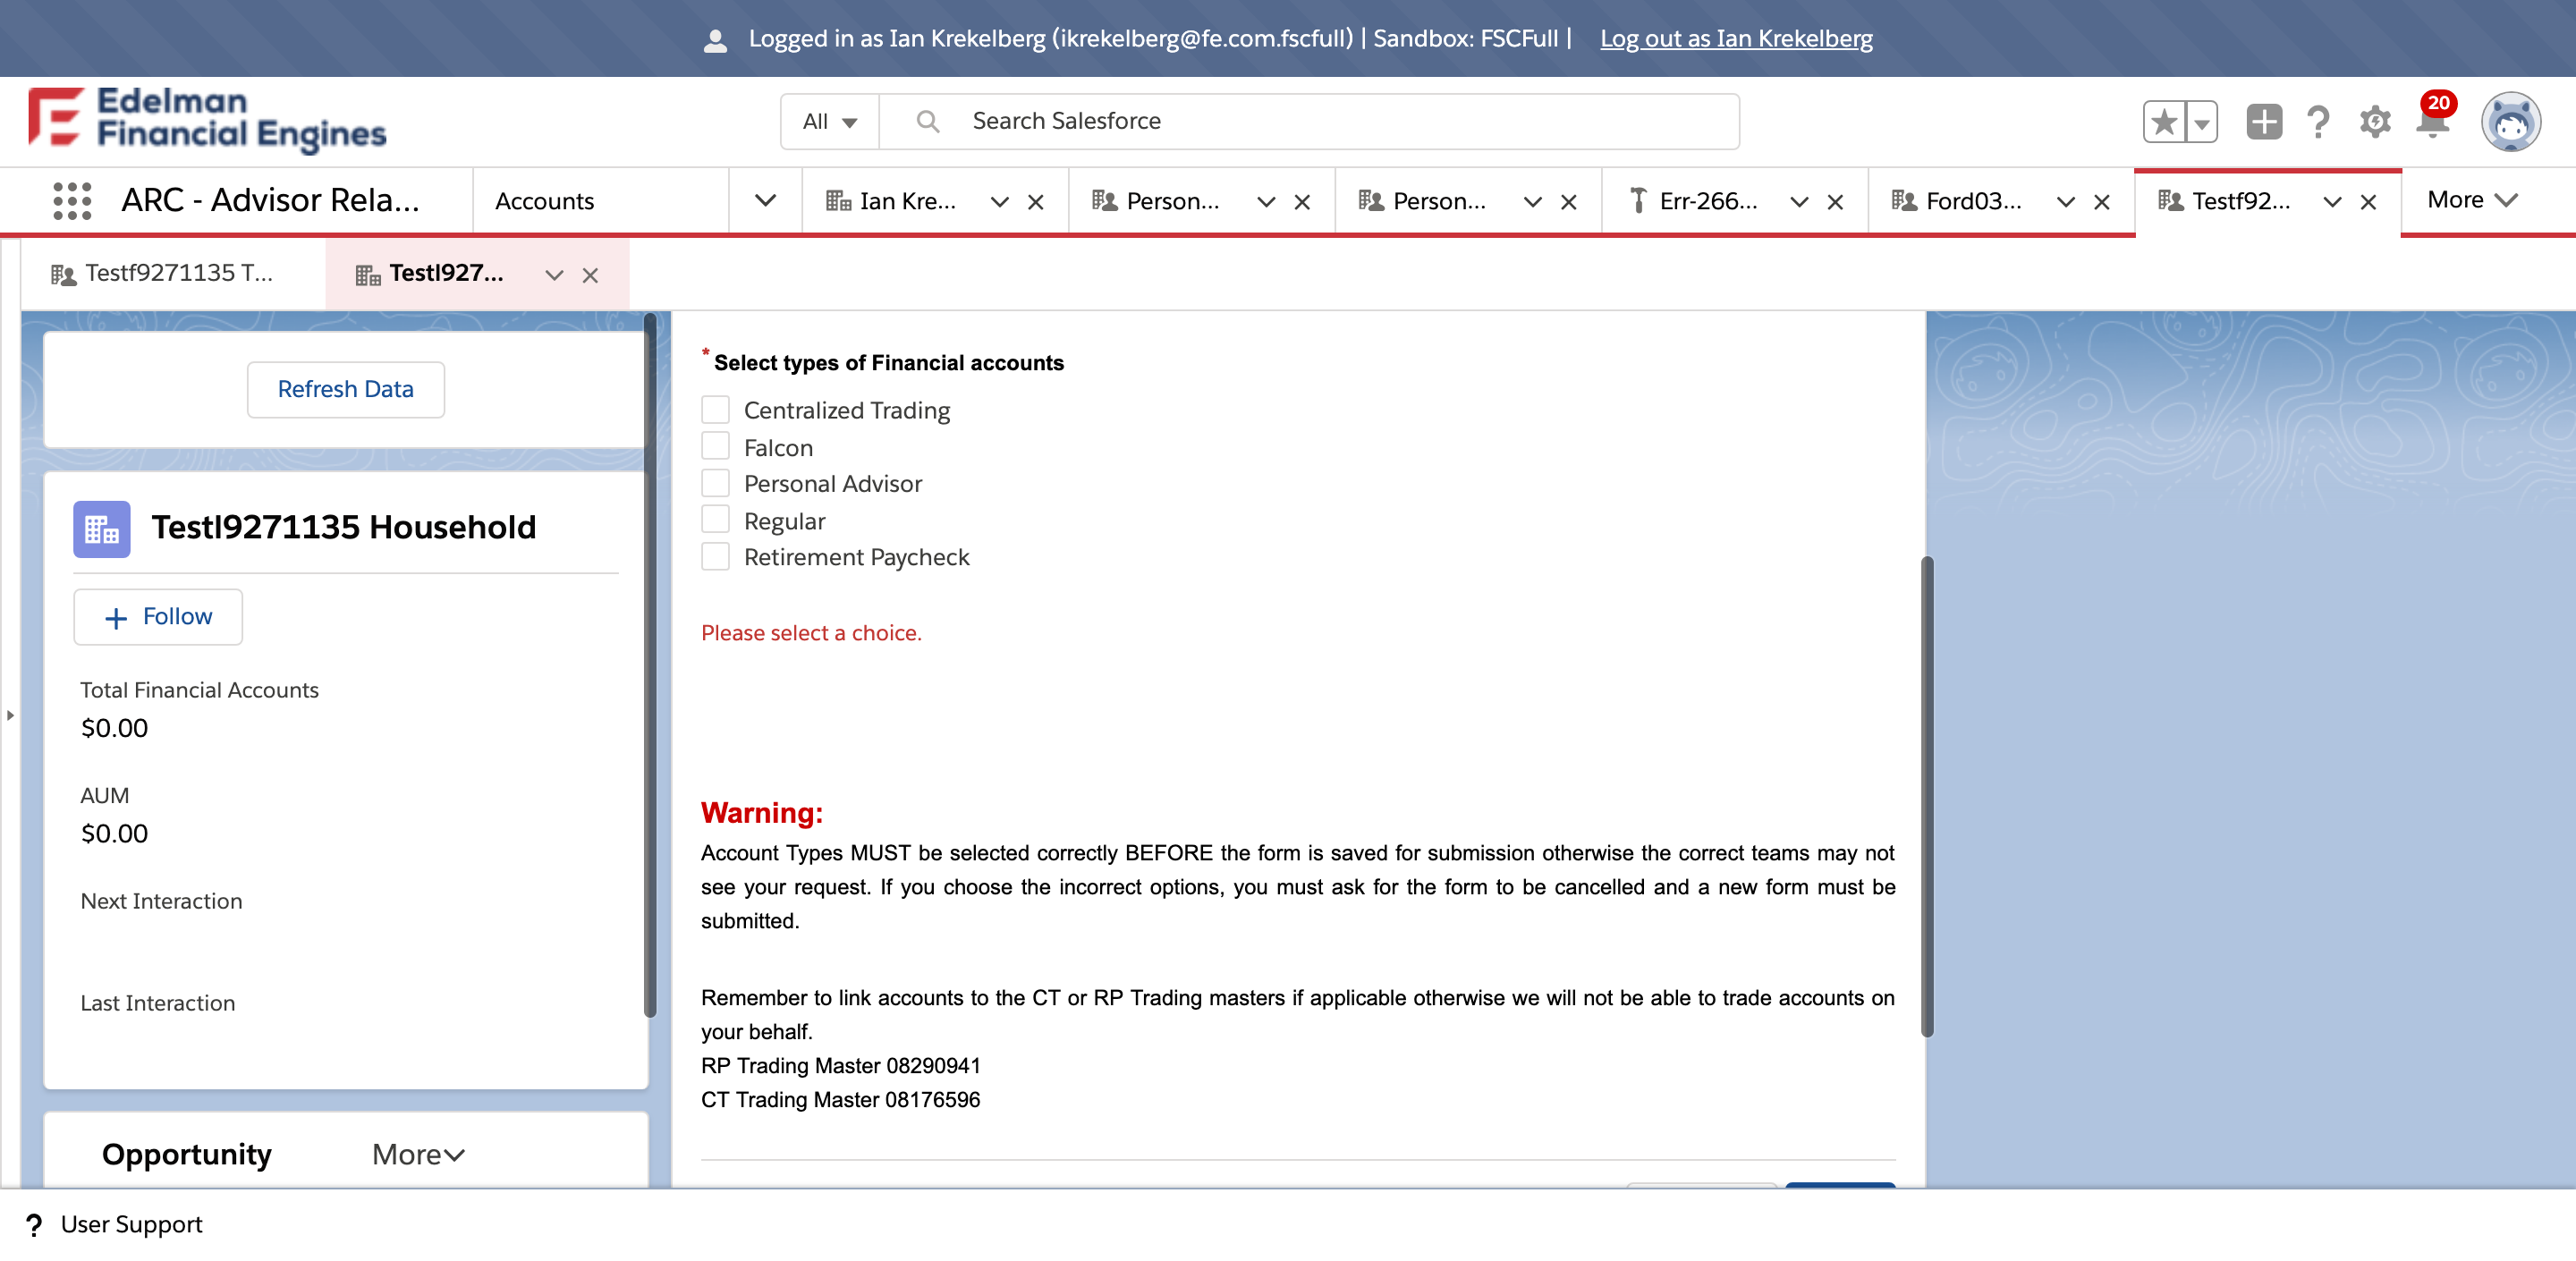 Logged in as Ian Krekelberg (ikrekelberg@fe.com.fscfull) | Sandbox: FSCFull | Log out as Ian Krekelberg
Edelman
Financial Engines
All
Search Salesforce
20
ARC - Advisor Rela...
Accounts
Ian Kre...
Person...
Person...
Err-266...
Ford03...
Testf92...
More
Testf9271135 T...
Testl927...
Refresh Data
Testl9271135 Household
Follow
Total Financial Accounts
$0.00
AUM
$0.00
Next Interaction
Last Interaction
Opportunity
More
* Select types of Financial accounts
Centralized Trading
Falcon
Personal Advisor
Regular
Retirement Paycheck
Please select a choice.
Warning:
Account Types MUST be selected correctly BEFORE the form is saved for submission otherwise the correct teams may not
see your request. If you choose the incorrect options, you must ask for the form to be cancelled and a new form must be
submitted.
Remember to link accounts to the CT or RP Trading masters if applicable otherwise we will not be able to trade accounts on
your behalf.
RP Trading Master 08290941
CT Trading Master 08176596
? User Support